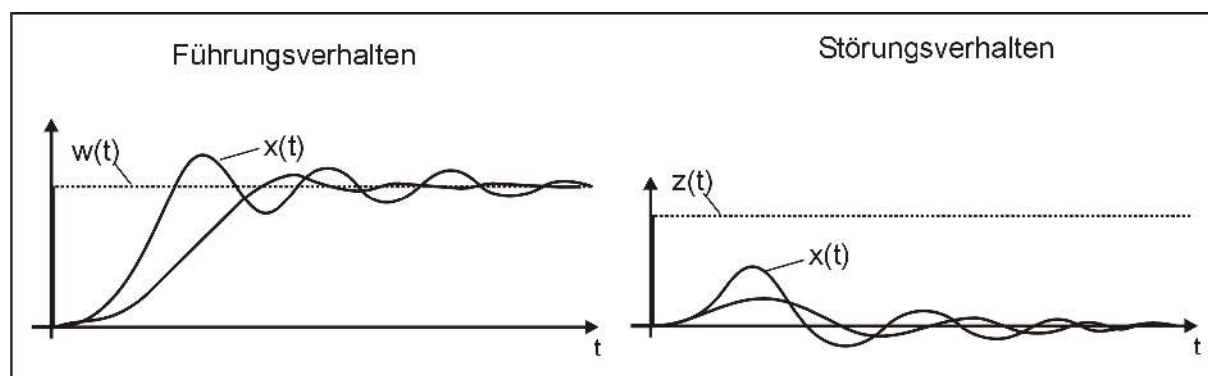 Führungsverhalten
w(t)
x(t)
t
Störungsverhalten
z(t)
x(t)
t